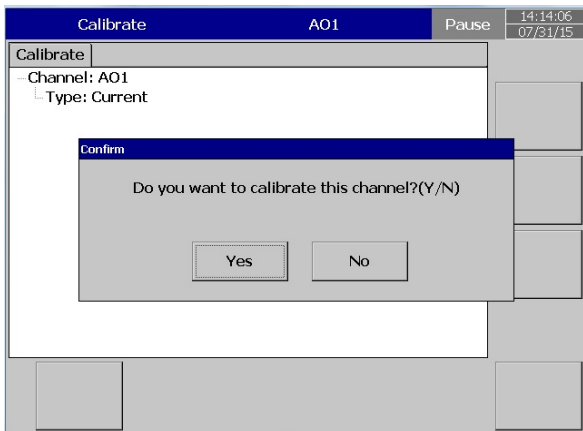 Calibrate AO1 Pause 14:14:06
07/31/15
Calibrate
Channel: AO1
Type: Current
Confirm
Do you want to calibrate this channel?(Y/N)
Yes No